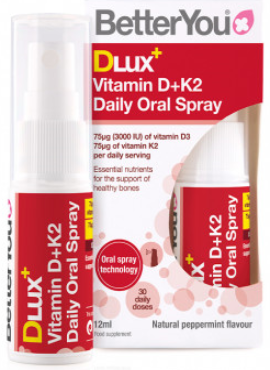 BetterYou
DLUX+
Vitamin D+K2
Daily Oral Spray
75µg (3000 IU) of vitamin D3
75µg of vitamin K2
per daily serving
Essential nutrients
for the support of
healthy bones
Oral spray
technology
30
daily
doses
12ml
Food supplement
Natural peppermint flavour
BetterYou
DLUX+
Vitamin D+K2
Daily Oral Spray